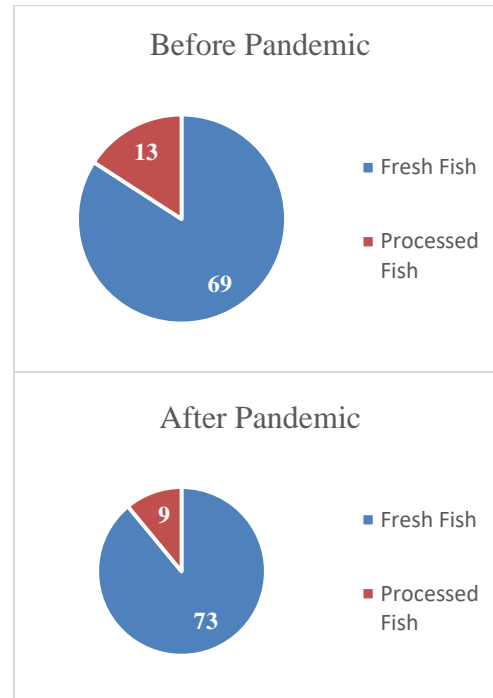 Before Pandemic
13
Fresh Fish
Processed
Fish
69
After Pandemic
9
Fresh Fish
Processed
Fish
73